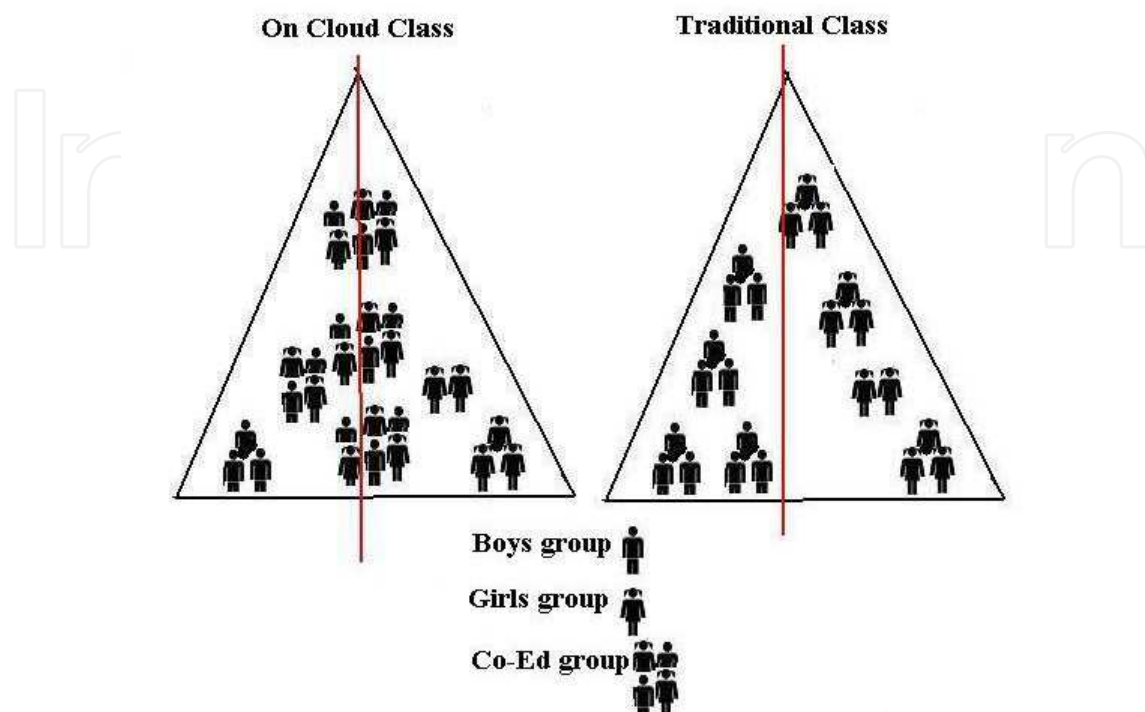 On Cloud Class
Traditional Class
Boys group
Girls group
Co-Ed group